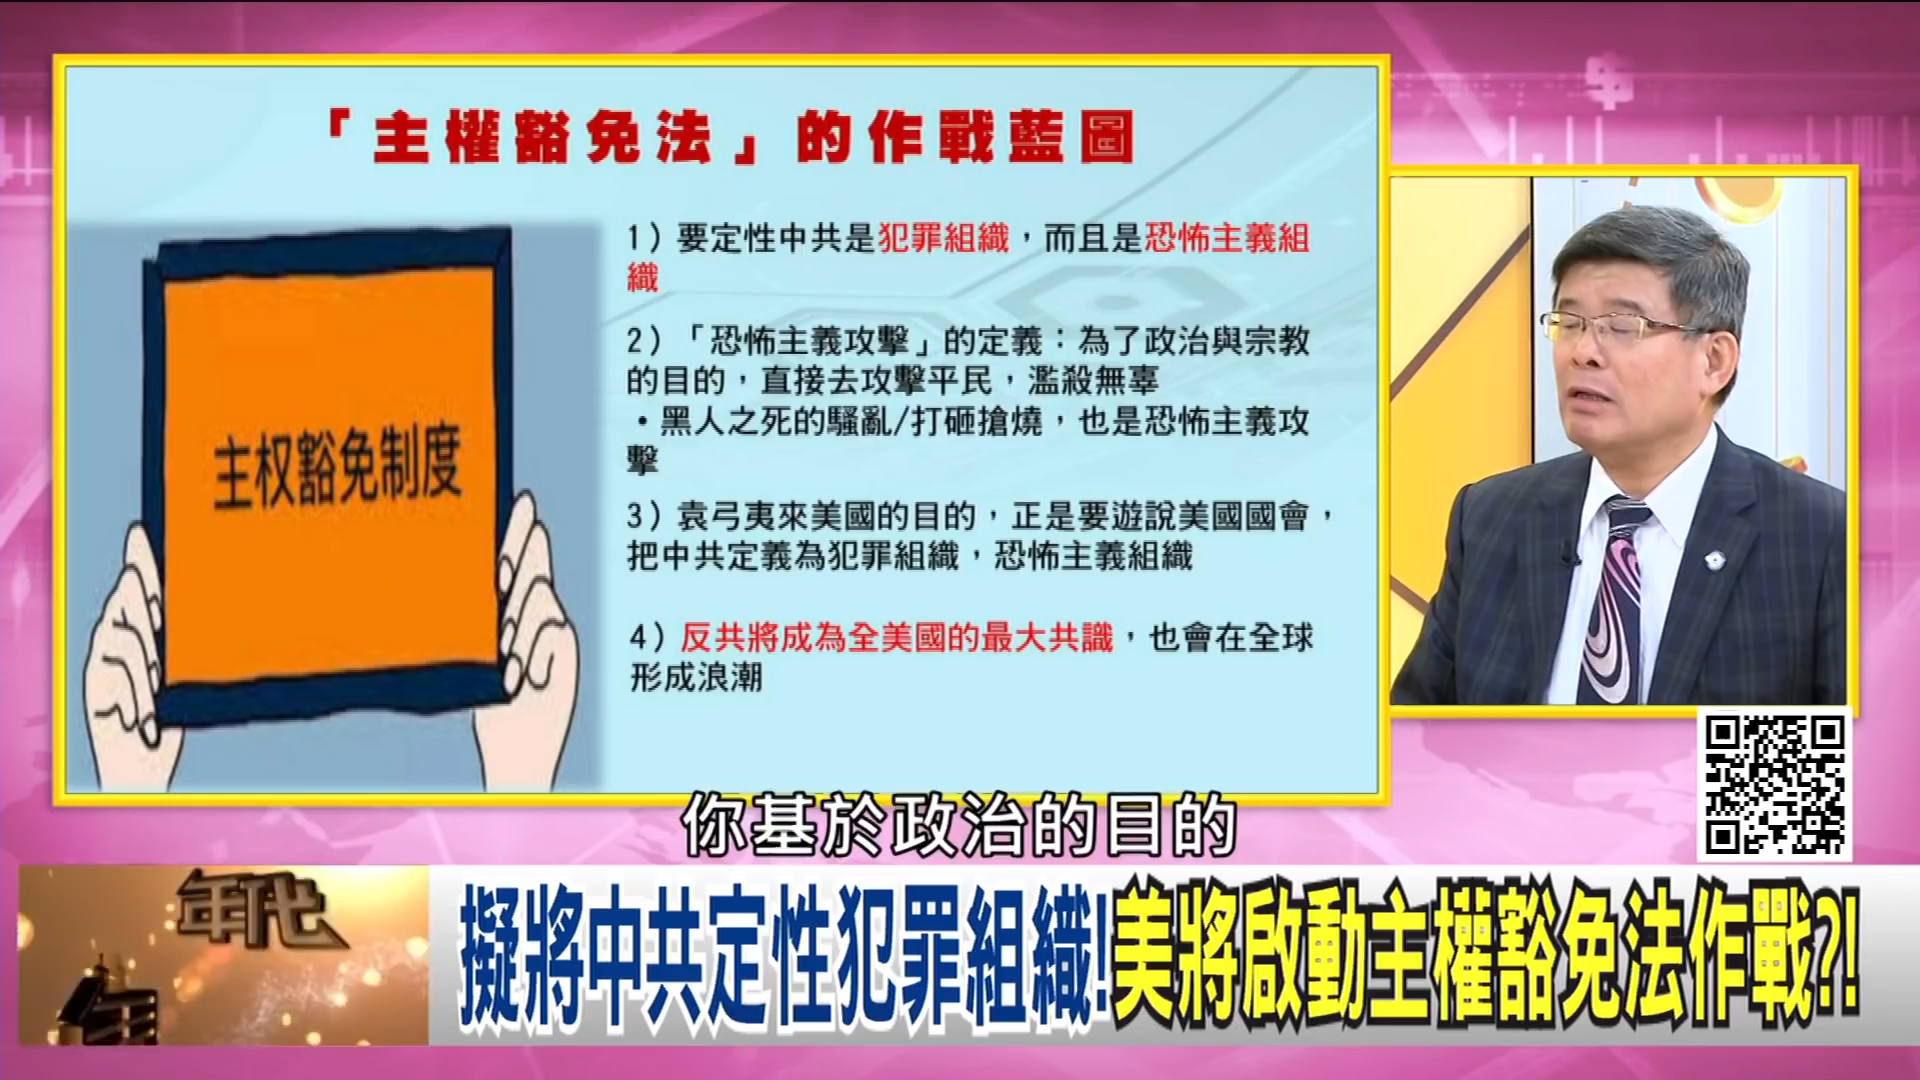 「主權豁免法」的作戰藍圖
主权豁免制度
1）要定性中共是犯罪組織，而且是恐怖主義組
織
2）「恐怖主義攻擊」的定義：為了政治與宗教
的目的，直接去攻擊平民，濫殺無辜
•黑人之死的騷亂/打砸搶燒，也是恐怖主義攻
擊
3）袁弓夷來美國的目的，正是要遊說美國國會，
把中共定義為犯罪組織，恐怖主義組織
4）反共將成為全美國的最大共識，也會在全球
形成浪潮
你基於政治的目的
年代
擬將中共定性犯罪組織!美將啟動主權豁免法作戰?!